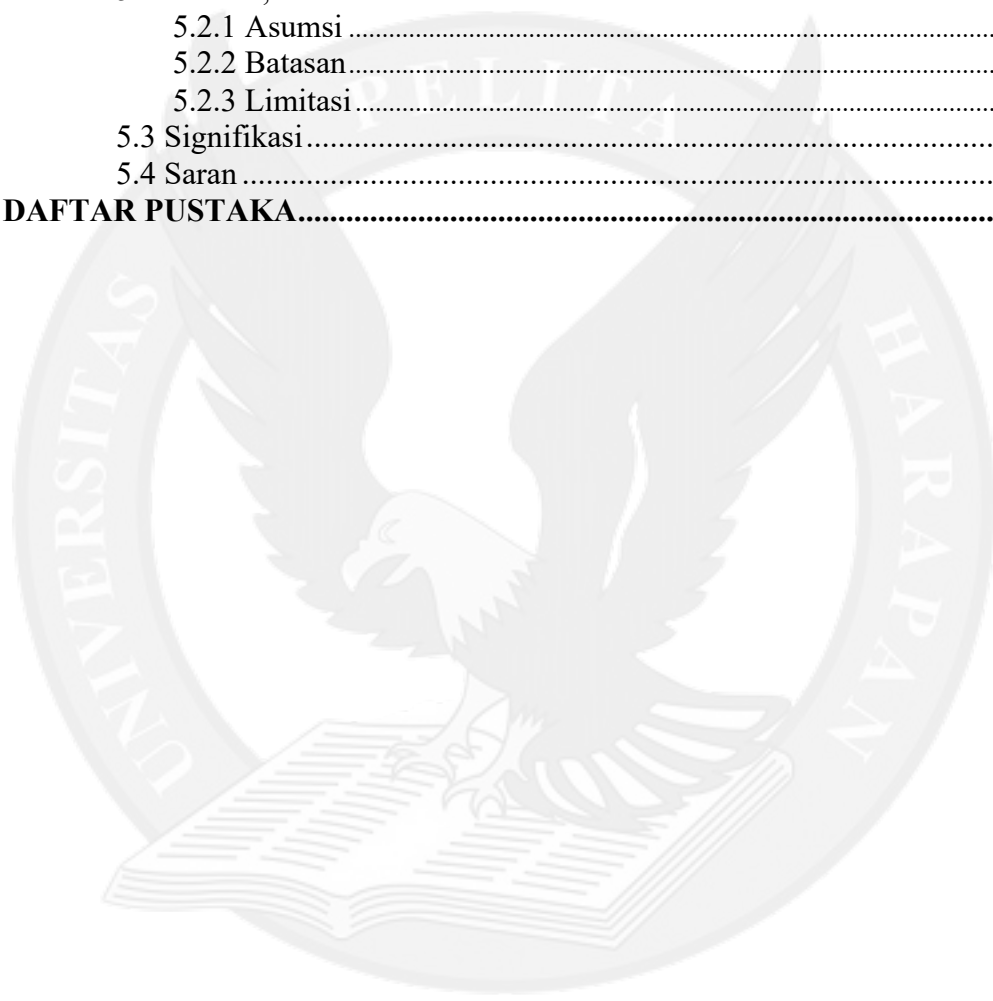 5.2.1 Asumsi ........................................................................................
5.2.2 Batasan ........................................................................................
5.2.3 Limitasi ........................................................................................
5.3 Signifikasi ........................................................................................
5.4 Saran ........................................................................................
DAFTAR PUSTAKA ........................................................................................
UNIVERSITAS PELITA HARAPAN